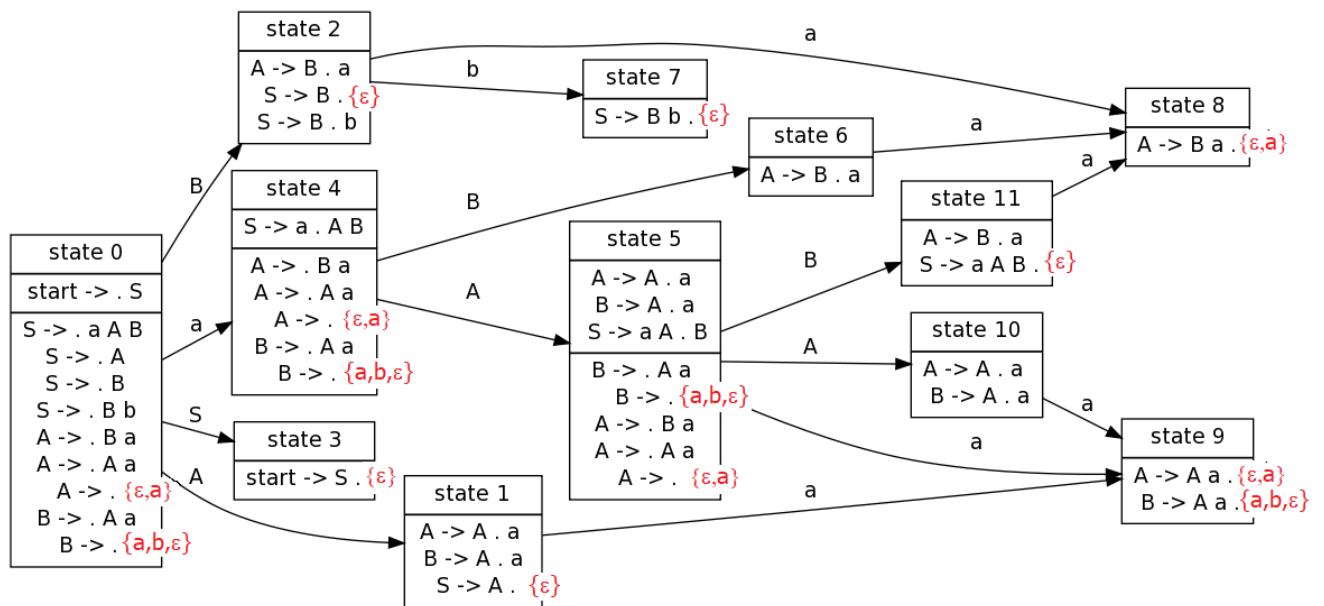 state 0
start -> . S
S -> . a A B
S -> . A
S -> . B
S -> . B b
A -> . B a
A -> . A a
A -> . {ε,a}
B -> . A a
B -> . {a,b,ε}
B
a
S
A
state 2
A -> B . a
S -> B . {ε}
S -> B . b
state 4
S -> a . A B
A -> . B a
A -> . A a
A -> . {ε,a}
B -> . A a
B -> . {a,b,ε}
state 3
start -> S . {ε}
state 1
A -> A . a
B -> A . a
S -> A . {ε}
a
b
B
A
a
state 7
S -> B b . {ε}
state 5
A -> A . a
B -> A . a
S -> a A . B
B -> . A a
B -> . {a,b,ε}
A -> . B a
A -> . A a
A -> . {ε,a}
state 6
A -> B . a
B
A
a
a
state 11
A -> B . a
S -> a A B . {ε}
state 10
A -> A . a
B -> A . a
a
a
state 8
A -> B a . {ε,a}
state 9
A -> A a . {ε,a}
B -> A a . {a,b,ε}